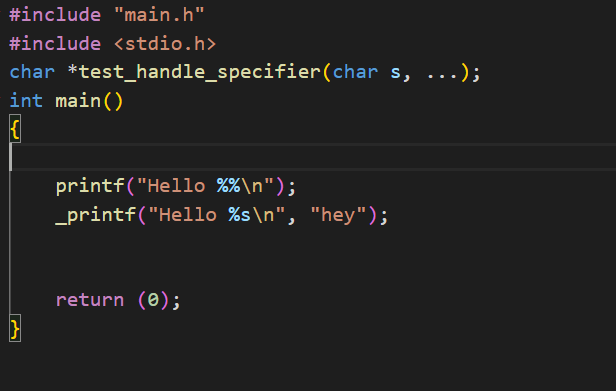 #include "main.h"
#include <stdio.h>
char *test_handle_specifier(char s, ...);
int main()
{
printf("Hello %%\n");
_printf("Hello %s\n", "hey");
return (0);
}